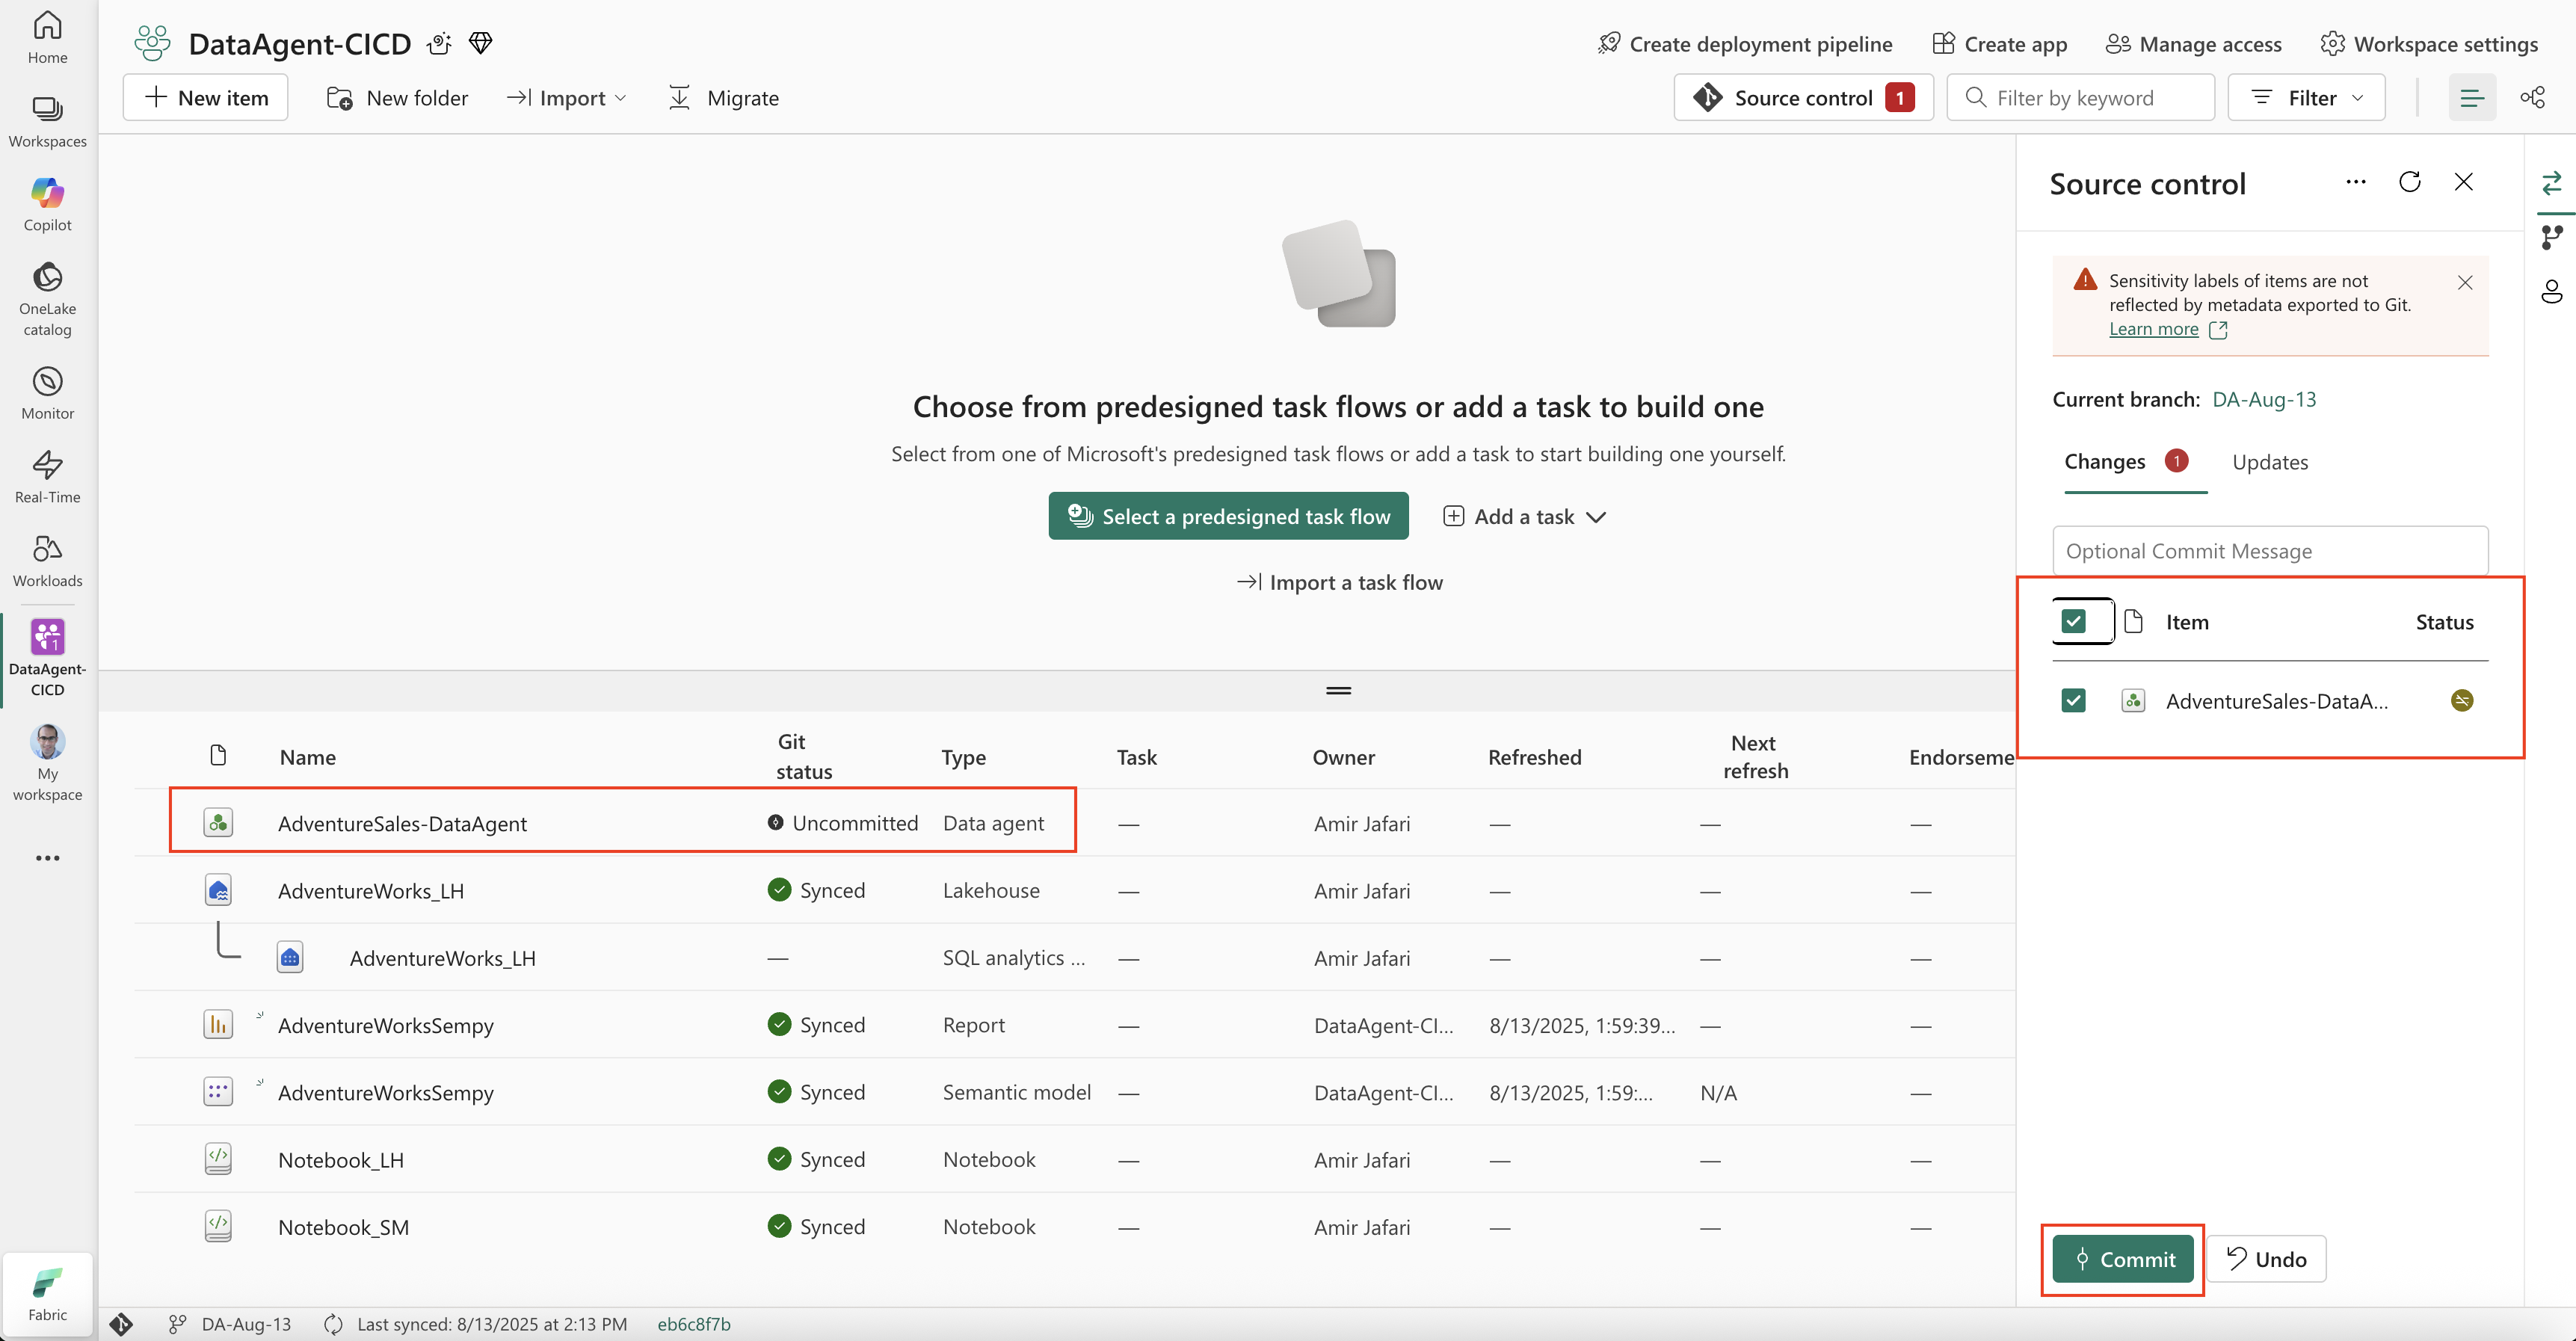 Home
Workspaces
Copilot
OneLake
catalog
Monitor
Real-Time
Workloads
1
DataAgent-
CICD
My
workspace
Fabric
DataAgent-CICD
Create deployment pipeline
Create app
Manage access
Workspace settings
New item
New folder
Import
Migrate
Source control 1
Filter by keyword
Filter
Choose from predesigned task flows or add a task to build one
Select from one of Microsoft's predesigned task flows or add a task to start building one yourself.
Select a predesigned task flow
Add a task
Import a task flow
Name Git status Type Task Owner Refreshed Next refresh Endorseme
AdventureSales-DataAgent Uncommitted Data agent — Amir Jafari — — —
AdventureWorks_LH Synced Lakehouse — Amir Jafari — — —
AdventureWorks_LH — SQL analytics ... — Amir Jafari — — —
AdventureWorksSempy Synced Report — DataAgent-CI... 8/13/2025, 1:59:39... — —
AdventureWorksSempy Synced Semantic model — DataAgent-CI... 8/13/2025, 1:59:... N/A —
Notebook_LH Synced Notebook — Amir Jafari — — —
Notebook_SM Synced Notebook — Amir Jafari — — —
Source control
Sensitivity labels of items are not
reflected by metadata exported to Git.
Learn more
Current branch: DA-Aug-13
Changes 1 Updates
Optional Commit Message
Item Status
AdventureSales-DataA...
Commit
Undo
DA-Aug-13
Last synced: 8/13/2025 at 2:13 PM
eb6c8f7b